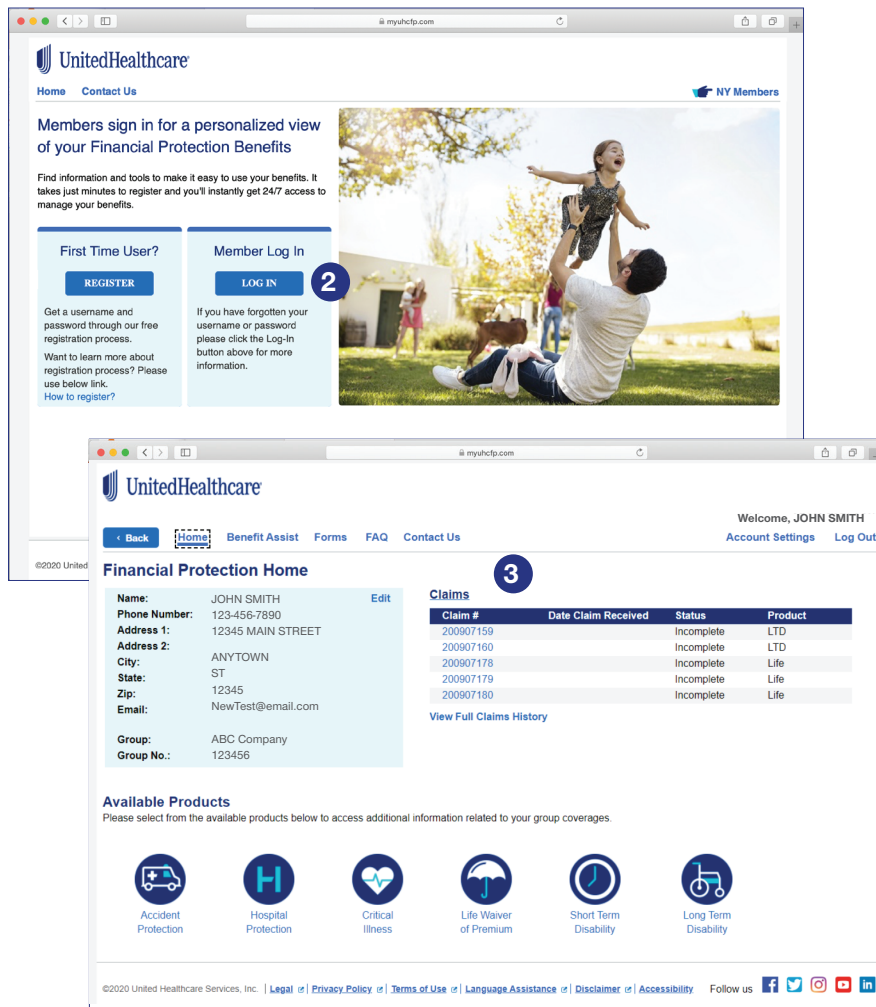 myuhcfp.com
UnitedHealthcare®
Home Contact Us NY Members
Members sign in for a personalized view
of your Financial Protection Benefits
Find information and tools to make it easy to use your benefits. It
takes just minutes to register and you'll instantly get 24/7 access to
manage your benefits.
First Time User?
REGISTER
Get a username and
password through our free
registration process.
Want to learn more about
registration process? Please
use below link.
How to register?
Member Log In
LOG IN
2
If you have forgotten your
username or password
please click the Log-In
button above for more
information.
©2020 United
myuhcfp.com
UnitedHealthcare®
Welcome, JOHN SMITH
‹ Back Home Benefit Assist Forms FAQ Contact Us Account Settings Log Out
Financial Protection Home
3
Name: JOHN SMITH Edit
Phone Number: 123-456-7890
Address 1: 12345 MAIN STREET
Address 2:
City: ANYTOWN
State: ST
Zip: 12345
Email: NewTest@email.com
Group: ABC Company
Group No.: 123456
Claims
Claim # Date Claim Received Status Product
200907159 Incomplete LTD
200907160 Incomplete LTD
200907178 Incomplete Life
200907179 Incomplete Life
200907180 Incomplete Life
View Full Claims History
Available Products
Please select from the available products below to access additional information related to your group coverages.
Accident
Protection
H
Hospital
Protection
Critical
Illness
Life Waiver
of Premium
Short Term
Disability
Long Term
Disability
©2020 United Healthcare Services, Inc. | Legal | Privacy Policy | Terms of Use | Language Assistance | Disclaimer | Accessibility Follow us